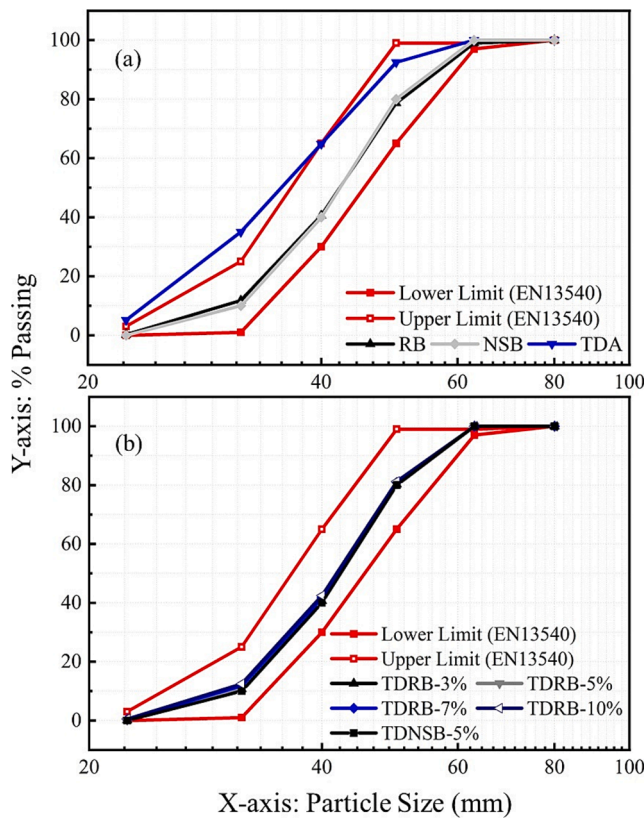 Y-axis: % Passing
(a)
100
80
60
40
20
0
Lower Limit (EN13540)
Upper Limit (EN13540)
RB NSB TDA
20 40 60 80 100
(b)
100
80
60
40
20
0
Lower Limit (EN13540)
Upper Limit (EN13540)
TDRB-3% TDRB-5%
TDRB-7% TDRB-10%
TDNSB-5%
20 40 60 80 100
X-axis: Particle Size (mm)